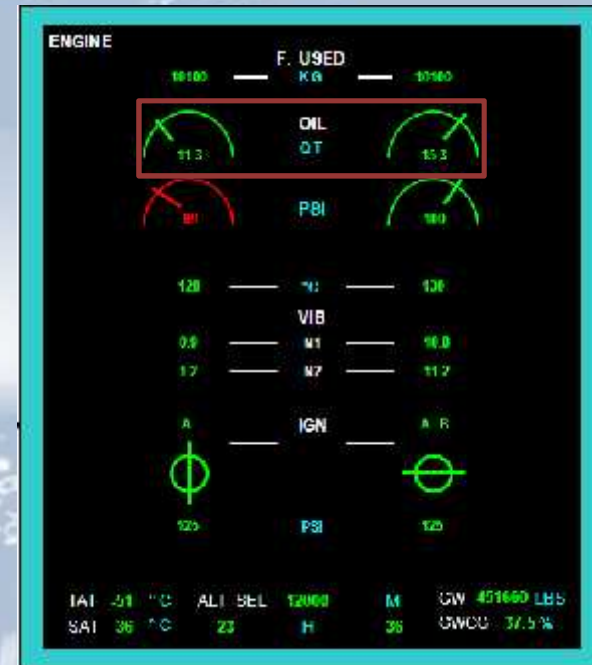 ENGINE
F. USED
10100 KG 10100
OIL
11.3 QT 15.3
PSI 100
120 °C 130
VIB
0.9 N1 10.0
1.2 N2 11.2
A IGN A B
125 PSI 125
TAT -51 °C ALT SEL 12000 M GW 451660 LBS
SAT 36 °C 23 H 36 GWCG 37.5 %